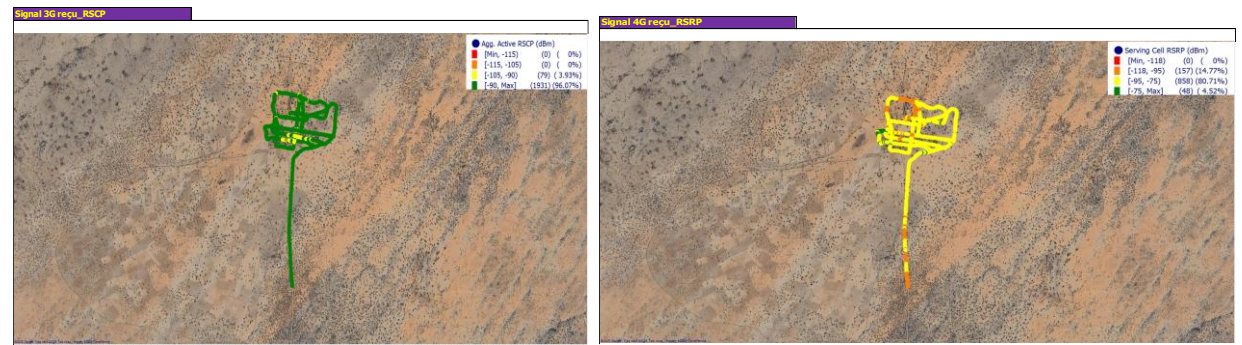 Signal 3G reçu_RSCP
Agg. Active RSCP (dBm)
[Min, -115) (0) ( 0%)
[-115, -105) (0) ( 0%)
[-105, -90) (79) ( 3.93%)
[-90, Max] (1931) (96.07%)
Signal 4G reçu_RSRP
Serving Cell RSRP (dBm)
[Min, -118) (0) ( 0%)
[-118, -95) (157) (14.77%)
[-95, -75) (858) (80.71%)
[-75, Max] (48) ( 4.52%)